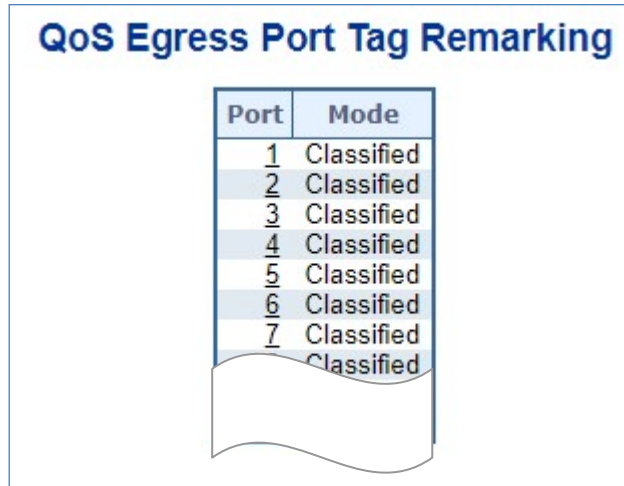 QoS Egress Port Tag Remarking
Port Mode
1 Classified
2 Classified
3 Classified
4 Classified
5 Classified
6 Classified
7 Classified
Classified